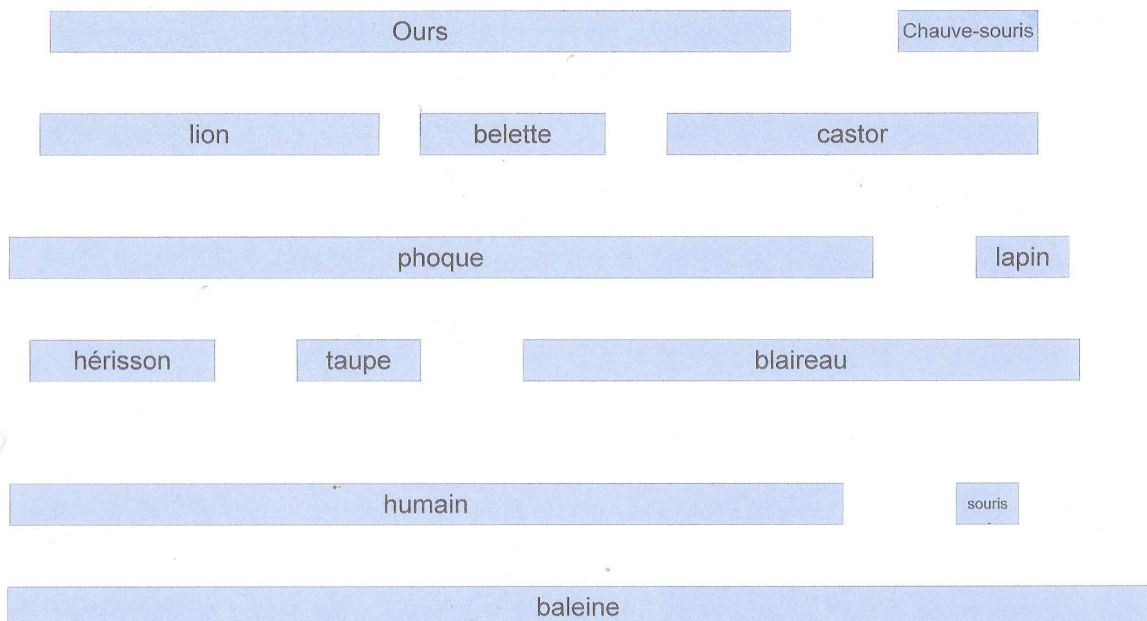 Ours Chauve-souris
lion belette castor
phoque lapin
hérisson taupe blaireau
humain souris
baleine